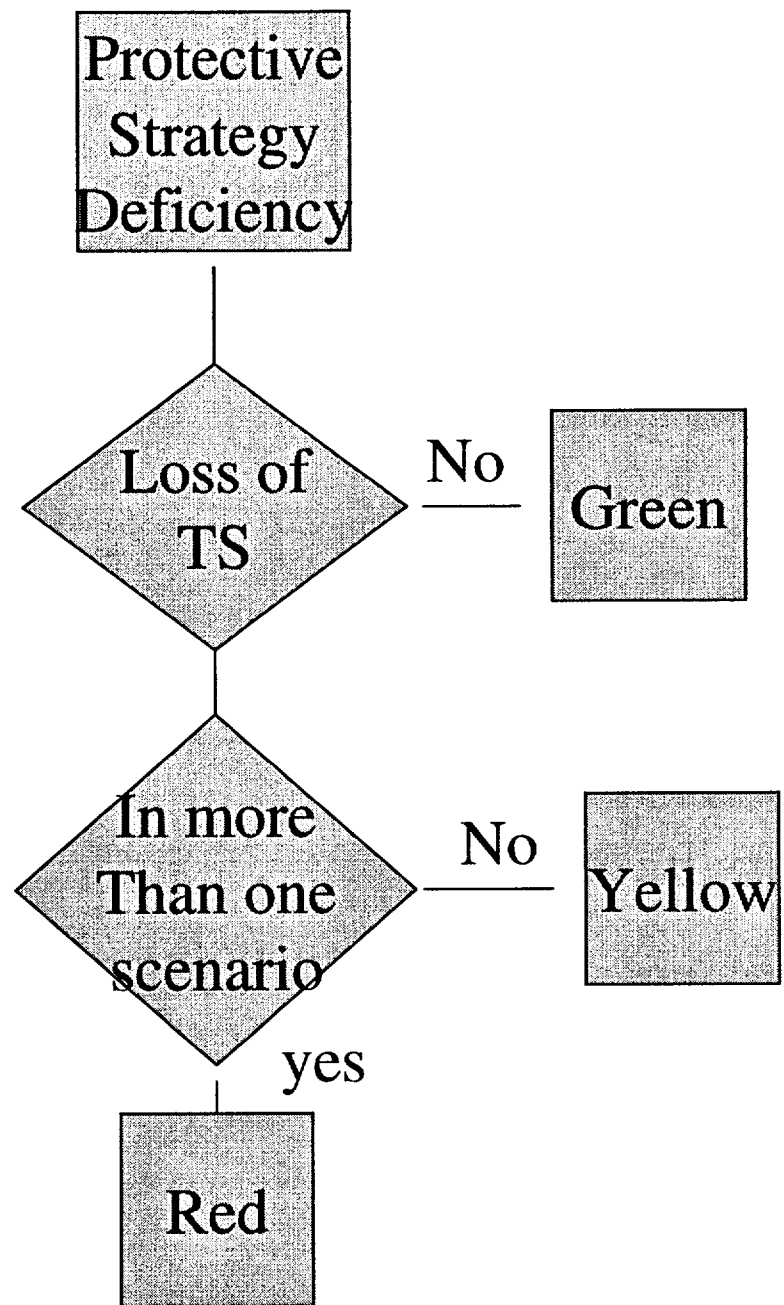 Protective
Strategy
Deficiency
Loss of
TS
No
Green
In more
Than one
scenario
No
Yellow
yes
Red